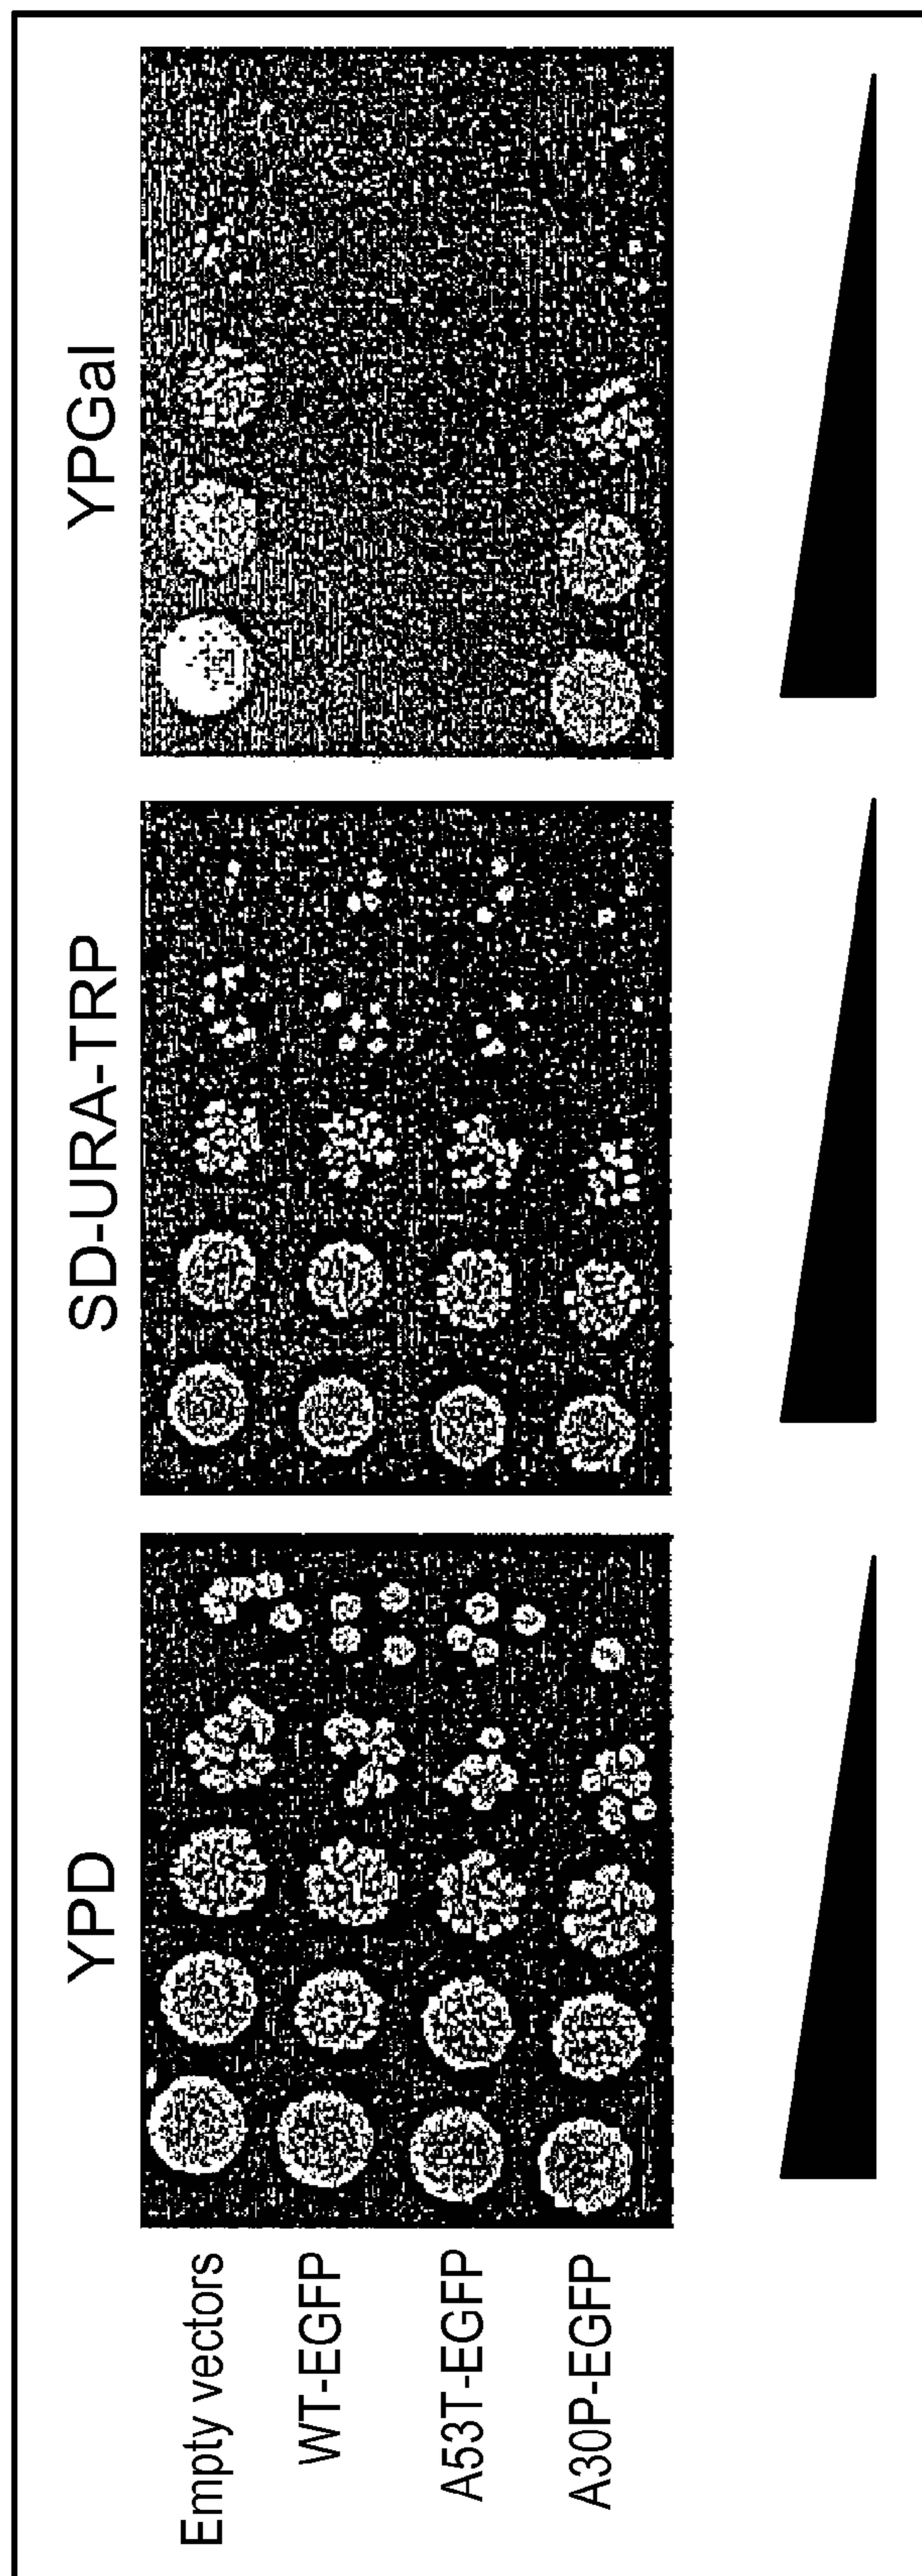 YPD
SD-URA-TRP
YPGal
Empty vectors
WT-EGFP
A53T-EGFP
A30P-EGFP